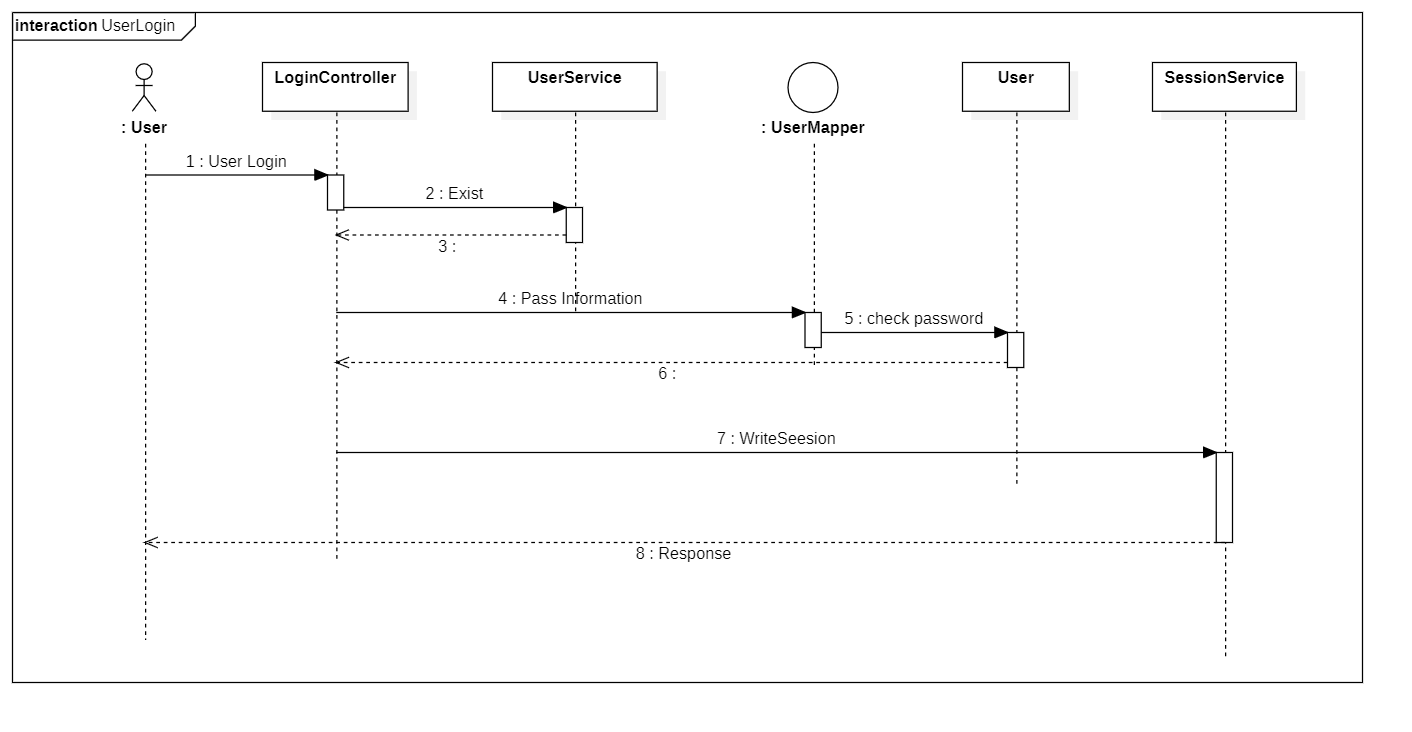 interaction UserLogin
LoginController
UserService
User
SessionService
: User
: UserMapper
1 : User Login
2 : Exist
3 :
4 : Pass Information
5 : check password
6 :
7 : WriteSeesion
8 : Response